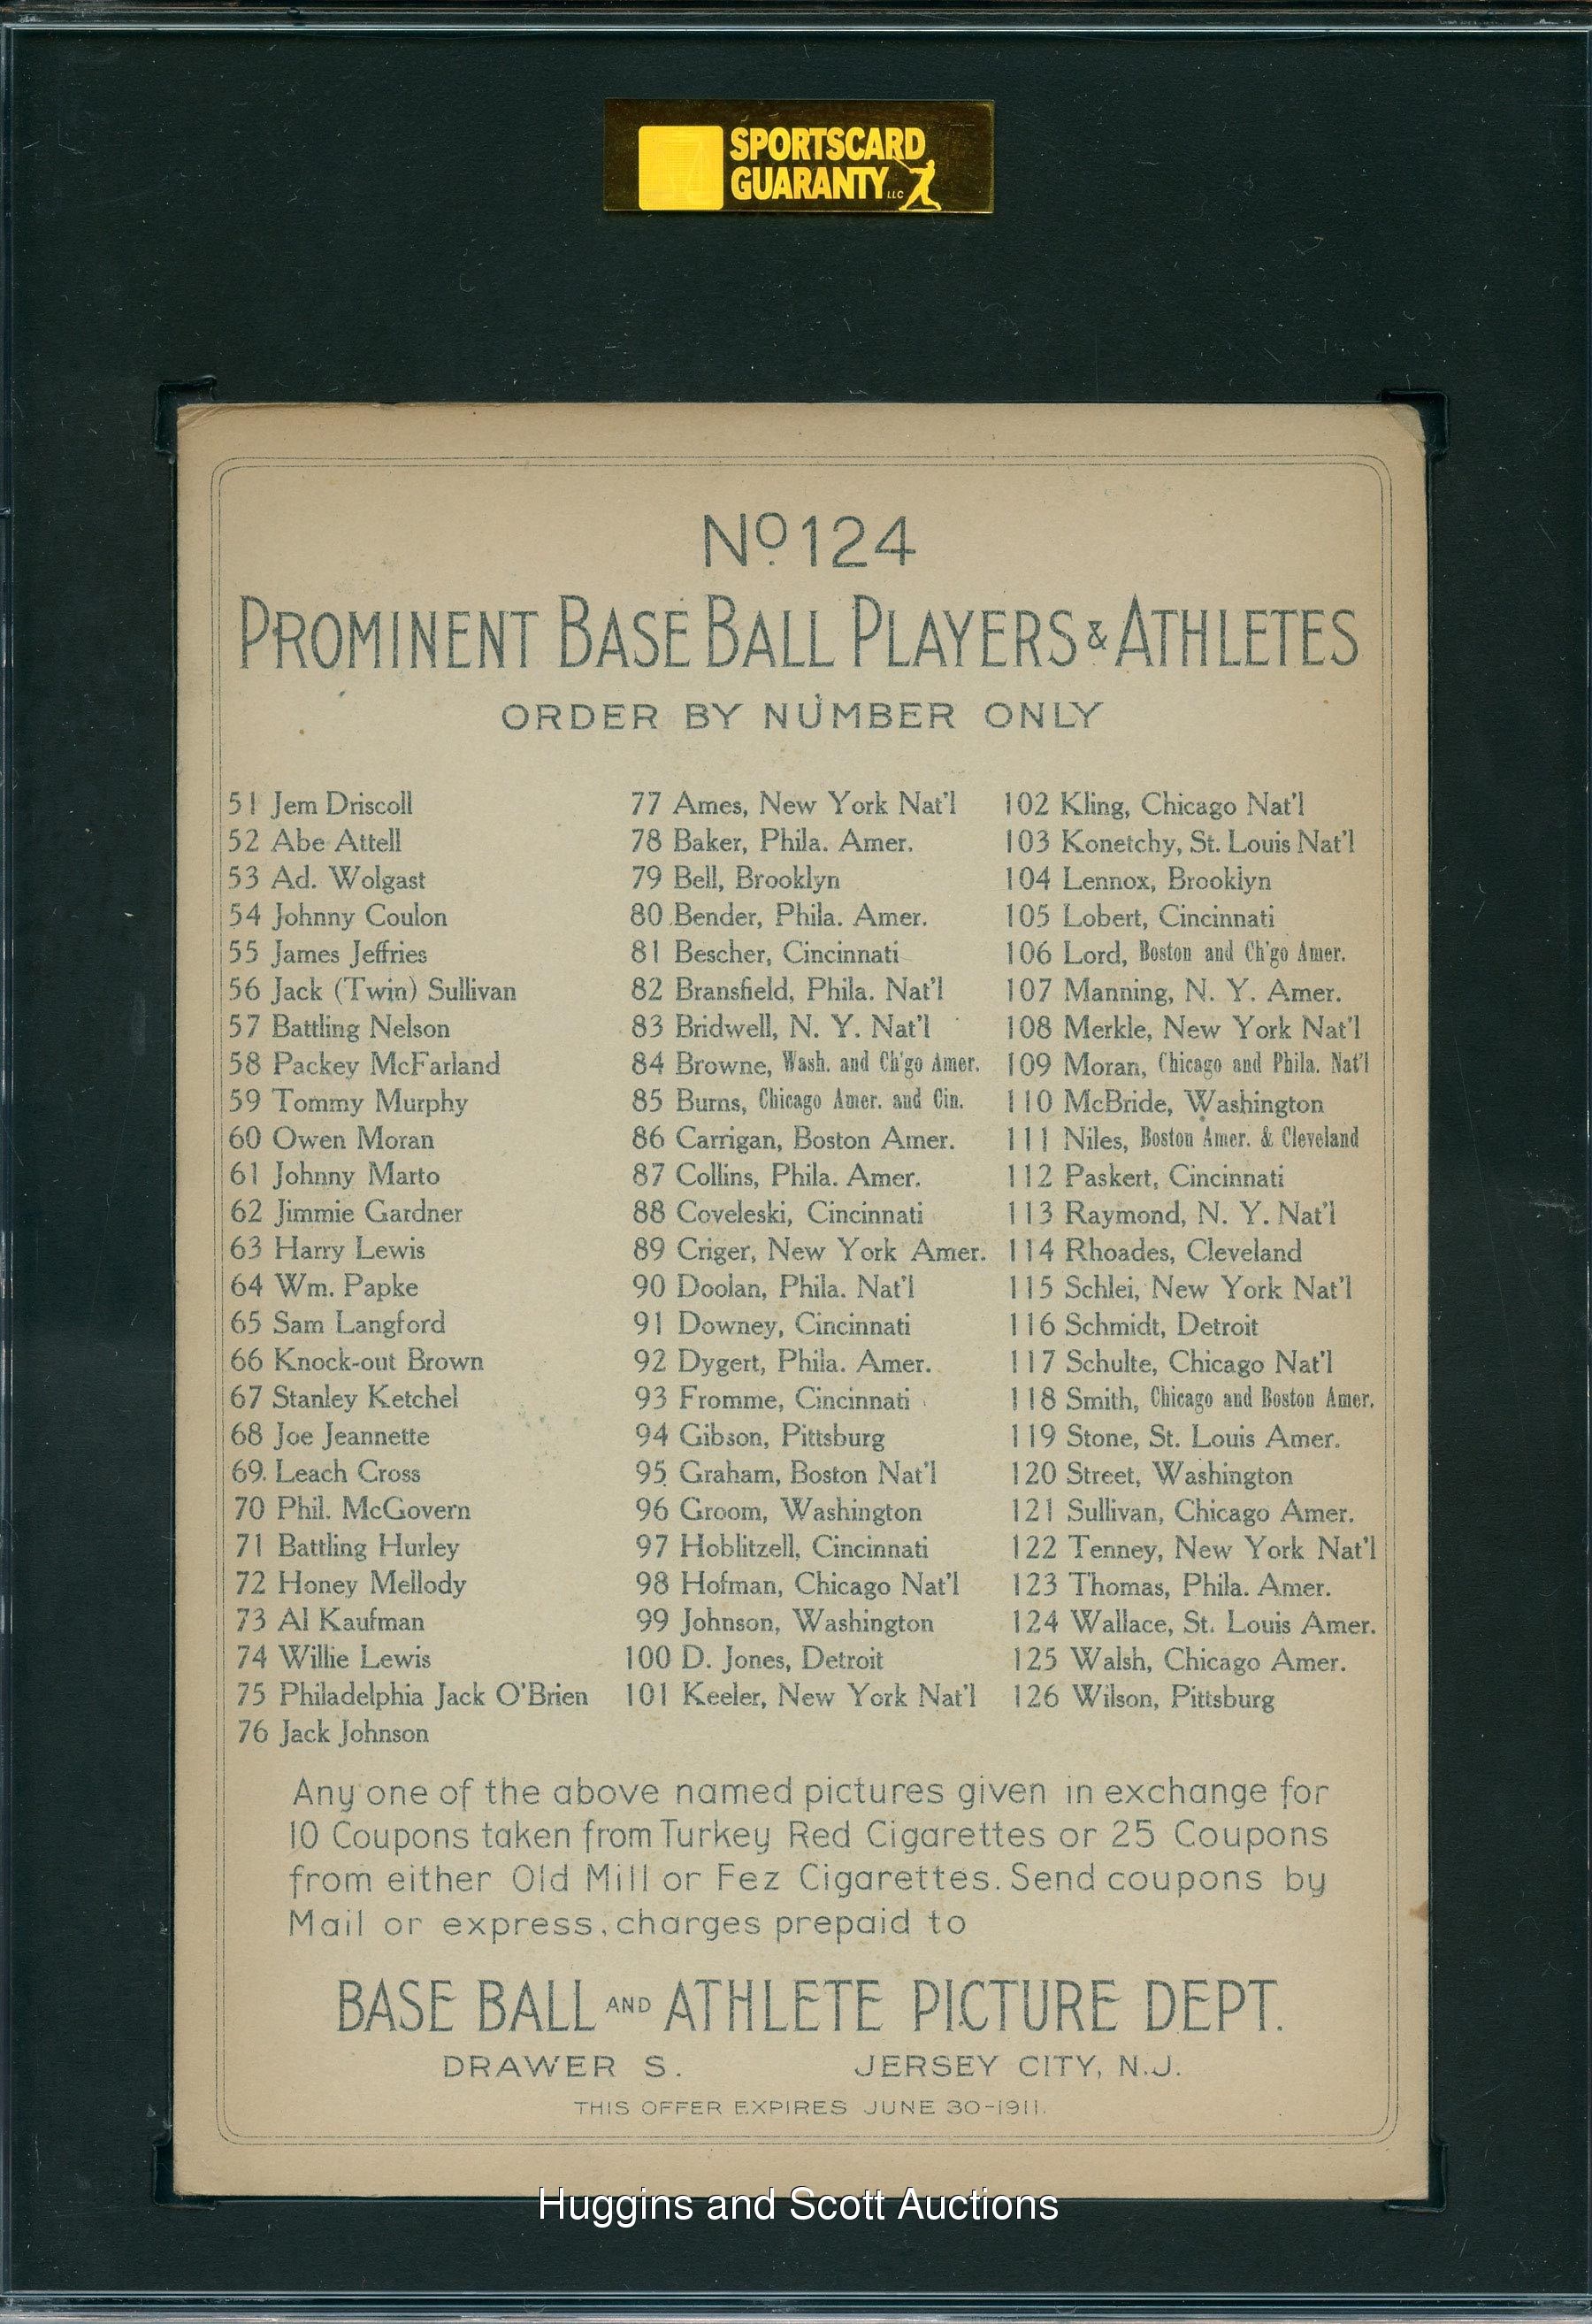 SPORTSCARD
GUARANTY LLC
No. 124
PROMINENT BASE BALL PLAYERS & ATHLETES
ORDER BY NUMBER ONLY
51 Jem Driscoll
52 Abe Attell
53 Ad. Wolgast
54 Johnny Coulon
55 James Jeffries
56 Jack (Twin) Sullivan
57 Battling Nelson
58 Packey McFarland
59 Tommy Murphy
60 Owen Moran
61 Johnny Marto
62 Jimmie Gardner
63 Harry Lewis
64 Wm. Papke
65 Sam Langford
66 Knock-out Brown
67 Stanley Ketchel
68 Joe Jeannette
69. Leach Cross
70 Phil. McGovern
71 Battling Hurley
72 Honey Mellody
73 Al Kaufman
74 Willie Lewis
75 Philadelphia Jack O'Brien
76 Jack Johnson
77 Ames, New York Nat'l
78 Baker, Phila. Amer.
79 Bell, Brooklyn
80 Bender, Phila. Amer.
81 Bescher, Cincinnati
82 Bransfield, Phila. Nat'l
83 Bridwell, N. Y. Nat'l
84 Browne, Wash. and Ch'go Amer.
85 Burns, Chicago Amer. and Cin.
86 Carrigan, Boston Amer.
87 Collins, Phila. Amer.
88 Coveleski, Cincinnati
89 Criger, New York Amer.
90 Doolan, Phila. Nat'l
91 Downey, Cincinnati
92 Dygert, Phila. Amer.
93 Fromme, Cincinnati
94 Gibson, Pittsburg
95 Graham, Boston Nat'l
96 Groom, Washington
97 Hoblitzell, Cincinnati
98 Hofman, Chicago Nat'l
99 Johnson, Washington
100 D. Jones, Detroit
101 Keeler, New York Nat'l
102 Kling, Chicago Nat'l
103 Konetchy, St. Louis Nat'l
104 Lennox, Brooklyn
105 Lobert, Cincinnati
106 Lord, Boston and Ch'go Amer.
107 Manning, N. Y. Amer.
108 Merkle, New York Nat'l
109 Moran, Chicago and Phila. Nat'l
110 McBride, Washington
111 Niles, Boston Amer. & Cleveland
112 Paskert, Cincinnati
113 Raymond, N. Y. Nat'l
114 Rhoades, Cleveland
115 Schlei, New York Nat'l
116 Schmidt, Detroit
117 Schulte, Chicago Nat'l
118 Smith, Chicago and Boston Amer.
119 Stone, St. Louis Amer.
120 Street, Washington
121 Sullivan, Chicago Amer.
122 Tenney, New York Nat'l
123 Thomas, Phila. Amer.
124 Wallace, St. Louis Amer.
125 Walsh, Chicago Amer.
126 Wilson, Pittsburg
Any one of the above named pictures given in exchange for
10 Coupons taken from Turkey Red Cigarettes or 25 Coupons
from either Old Mill or Fez Cigarettes. Send coupons by
Mail or express, charges prepaid to
BASE BALL AND ATHLETE PICTURE DEPT.
DRAWER S. JERSEY CITY, N.J.
THIS OFFER EXPIRES JUNE 30-1911.
Huggins and Scott Auctions